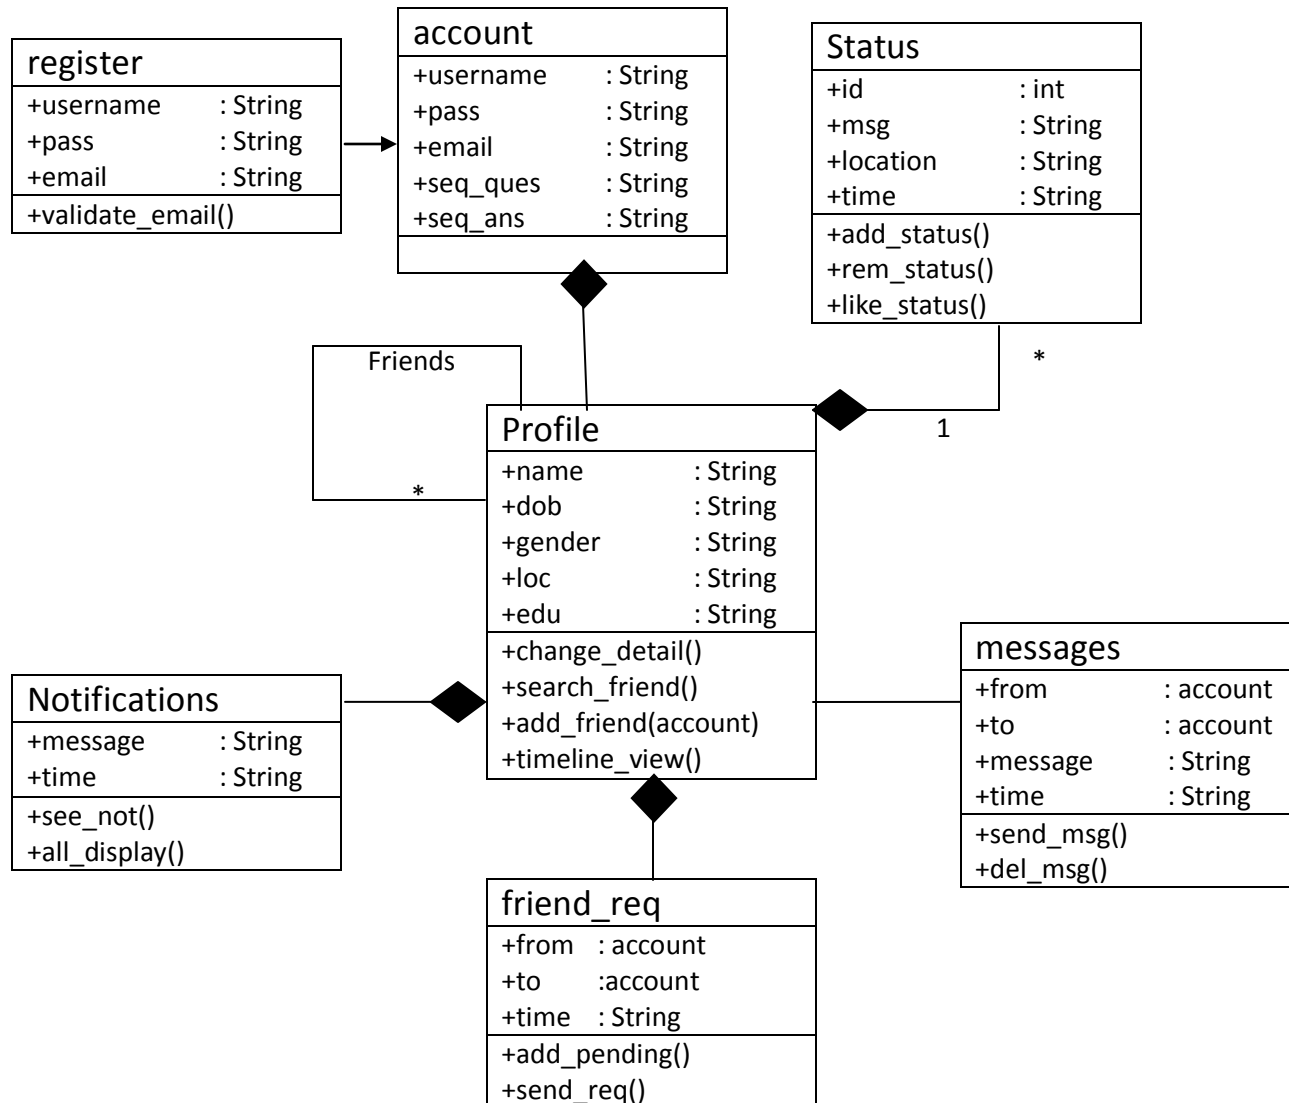 register
+username : String
+pass : String
+email : String
+validate_email()
account
+username : String
+pass : String
+email : String
+seq_ques : String
+seq_ans : String
Status
+id : int
+msg : String
+location : String
+time : String
+add_status()
+rem_status()
+like_status()
*
1
Friends
*
Profile
+name : String
+dob : String
+gender : String
+loc : String
+edu : String
+change_detail()
+search_friend()
+add_friend(account)
+timeline_view()
Notifications
+message : String
+time : String
+see_not()
+all_display()
messages
+from : account
+to : account
+message : String
+time : String
+send_msg()
+del_msg()
friend_req
+from : account
+to :account
+time : String
+add_pending()
+send_req()